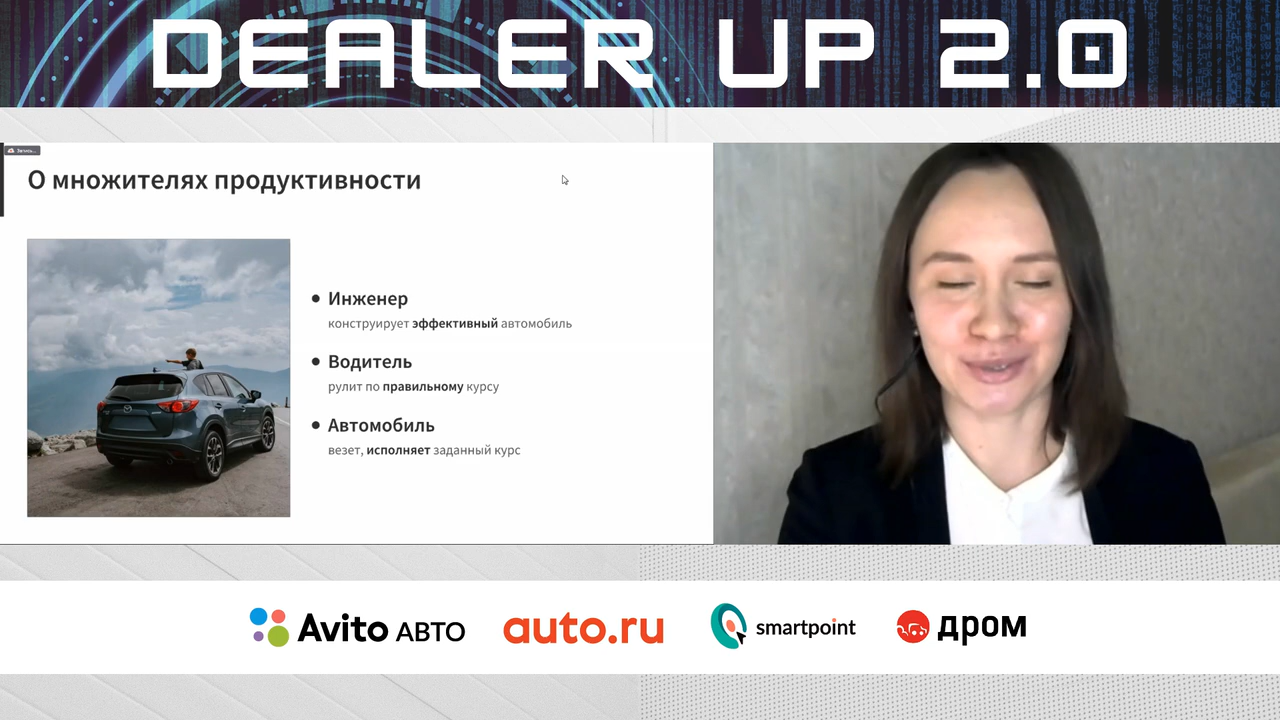 DEALER UP 2.0
Запись...
О множителях продуктивности
Инженер
конструирует эффективный автомобиль
Водитель
рулит по правильному курсу
Автомобиль
везет, исполняет заданный курс
Avito АВТО
auto.ru
smartpoint
дром